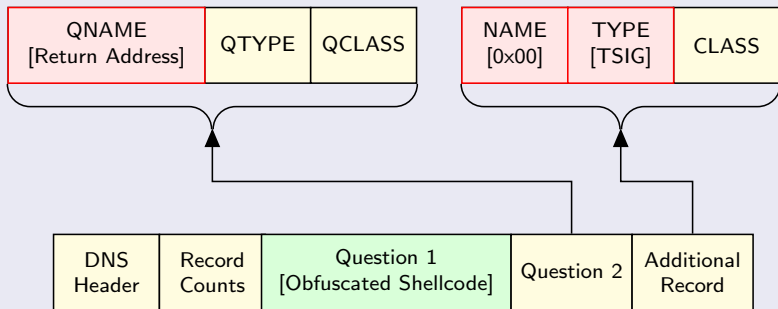 QNAME
[Return Address]
QTYPE
QCLASS
NAME
[0x00]
TYPE
[TSIG]
CLASS
DNS
Header
Record
Counts
Question 1
[Obfuscated Shellcode]
Question 2
Additional
Record